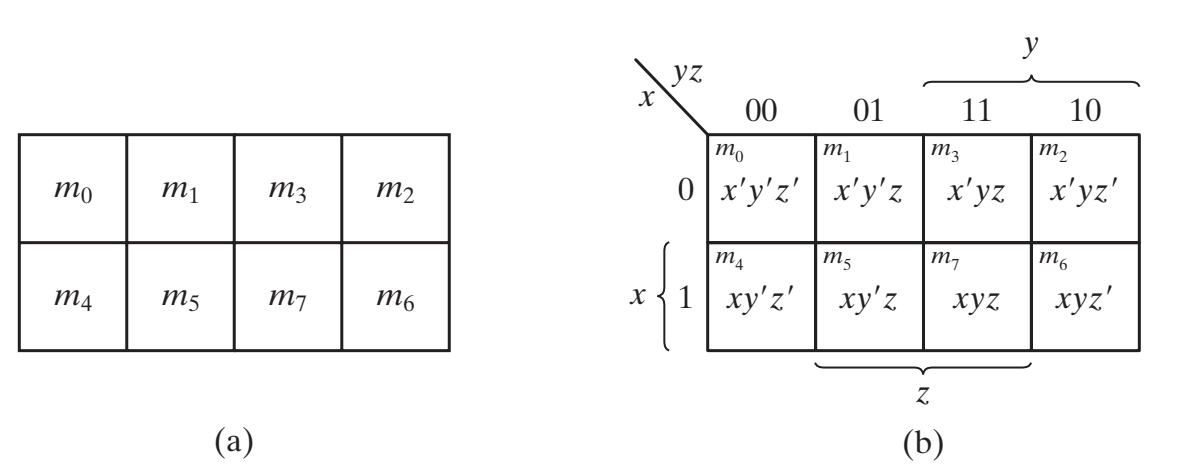 m₀ m₁ m₃ m₂
m₄ m₅ m₇ m₆
(a)
y
yz
x
00 01 11 10
m₀ m₁ m₃ m₂
0 x′y′z′ x′y′z x′yz x′yz′
m₄ m₅ m₇ m₆
x 1 xy′z′ xy′z xyz xyz′
z
(b)